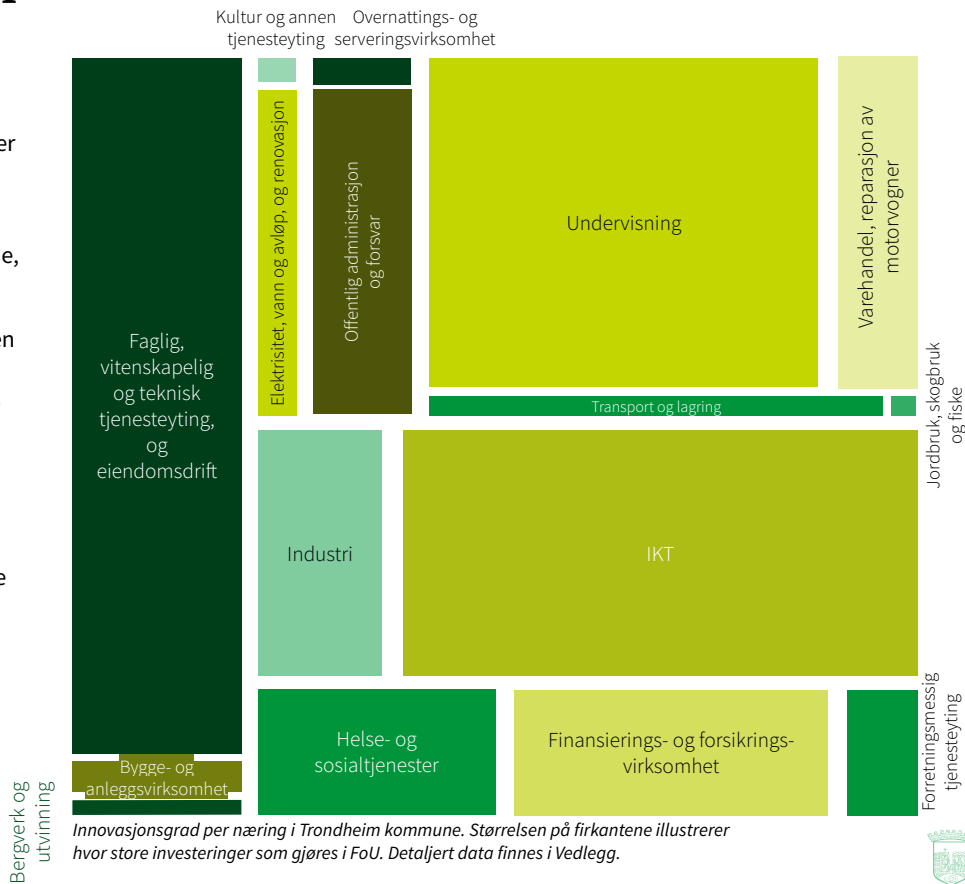 er
e,
en
e
Kultur og annen
tjenesteyting
Overnattings- og
serveringsvirksomhet
Faglig,
vitenskapelig
og teknisk
tjenesteyting,
og
eiendomsdrift
Elektrisitet, vann og avløp, og renovasjon
Offentlig administrasjon
og forsvar
Undervisning
Varehandel, reparasjon av
motorvogner
Transport og lagring
Jordbruk, skogbruk
og fiske
Industri
IKT
Helse- og
sosialtjenester
Finansierings- og forsikrings-
virksomhet
Forretningsmessig
tjenesteyting
Bygge- og
anleggsvirksomhet
Bergverk og
utvinning
Innovasjonsgrad per næring i Trondheim kommune. Størrelsen på firkantene illustrerer
hvor store investeringer som gjøres i FoU. Detaljert data finnes i Vedlegg.